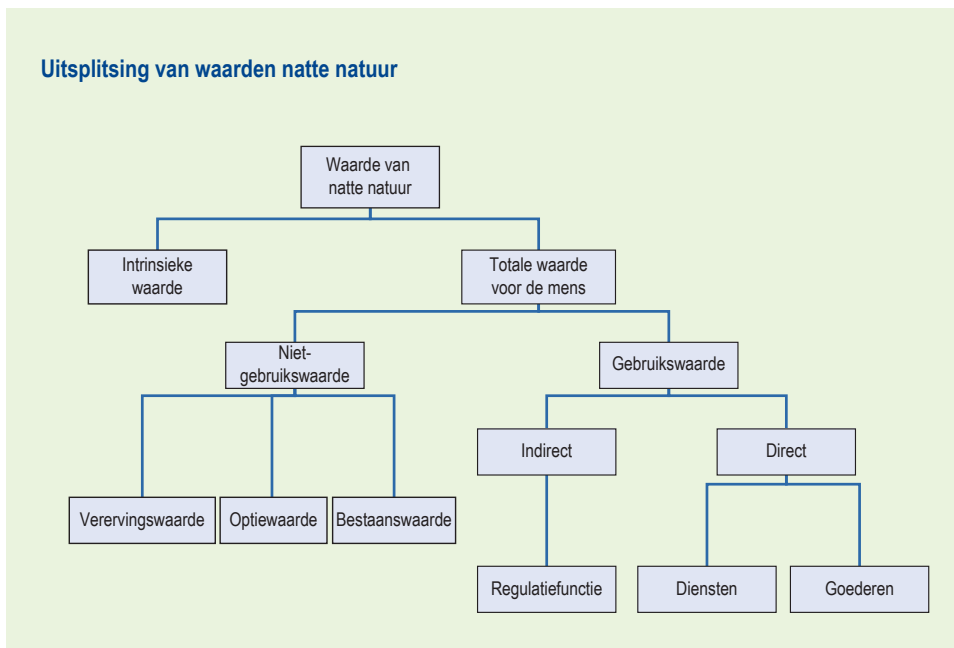 Uitsplitsing van waarden natte natuur
Waarde van
natte natuur
Intrinsieke
waarde
Totale waarde
voor de mens
Niet-
gebruikswaarde
Gebruikswaarde
Indirect
Direct
Verervingswaarde
Optiewaarde
Bestaanswaarde
Regulatiefunctie
Diensten
Goederen